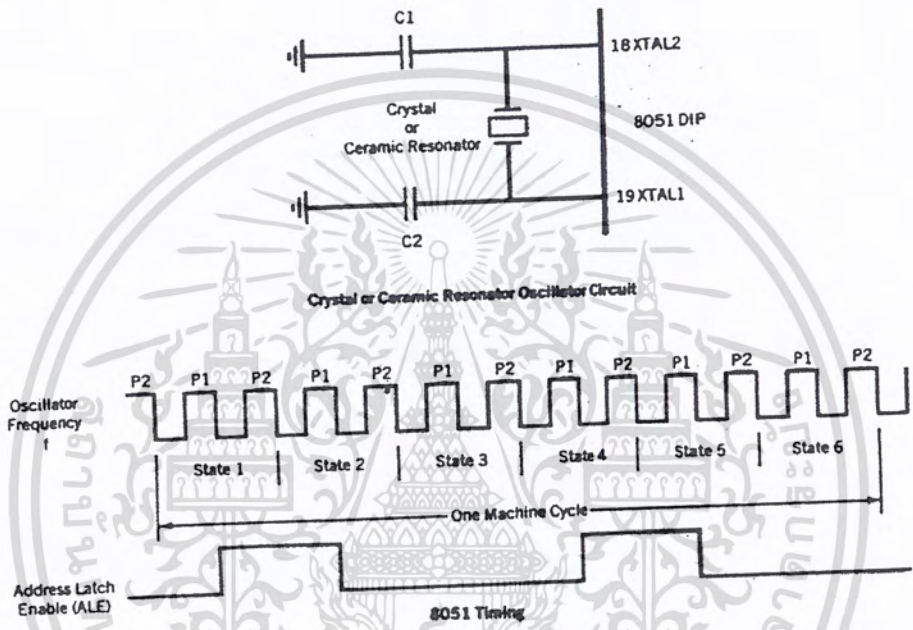 C1
18 XTAL2
Crystal
or
Ceramic Resonator
8051 DIP
19 XTAL1
C2
Crystal or Ceramic Resonator Oscillator Circuit
P2 P1 P2 P1 P2 P1 P2 P1 P2 P1 P2 P1 P2
Oscillator
Frequency
f
State 1 State 2 State 3 State 4 State 5 State 6
One Machine Cycle
Address Latch
Enable (ALE)
8051 Timing